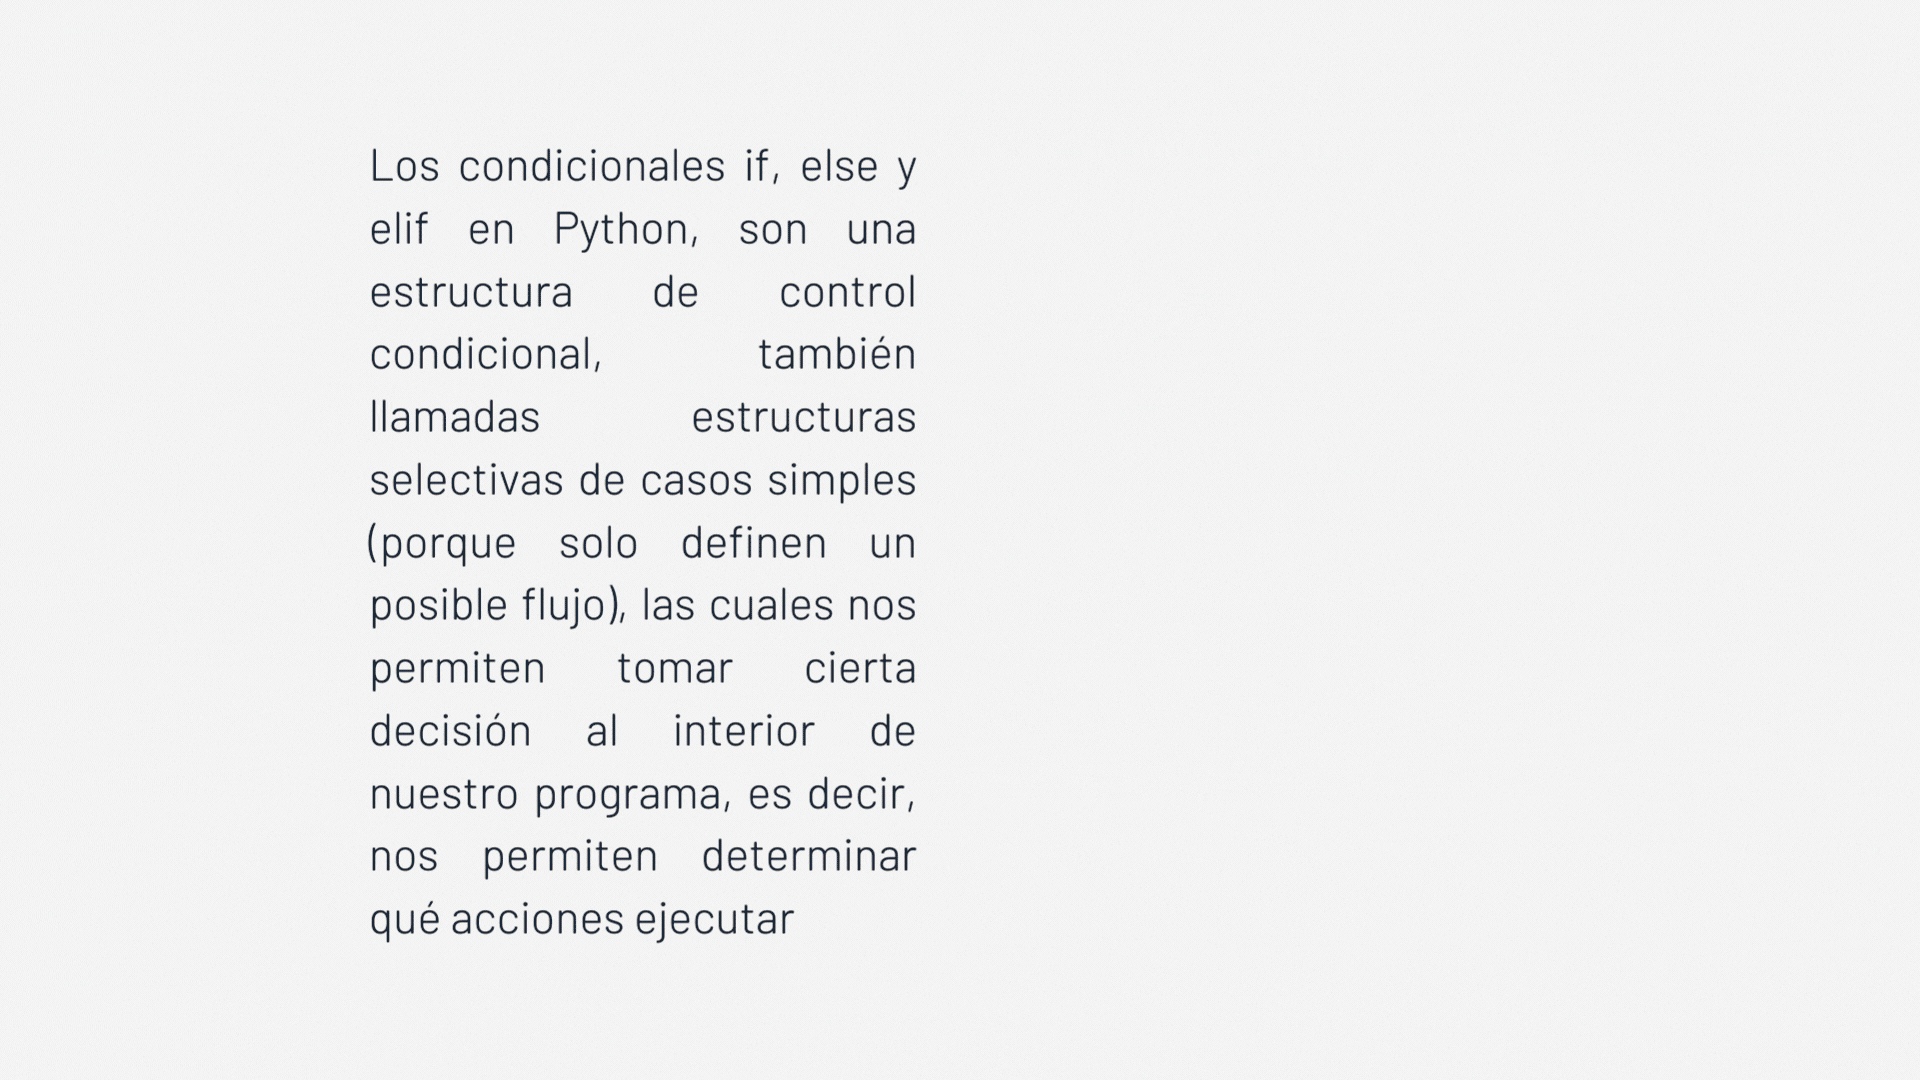 Los condicionales if, else y
elif en Python, son una
estructura de control
condicional, también
llamadas estructuras
selectivas de casos simples
(porque solo definen un
posible flujo), las cuales nos
permiten tomar cierta
decisión al interior de
nuestro programa, es decir,
nos permiten determinar
qué acciones ejecutar